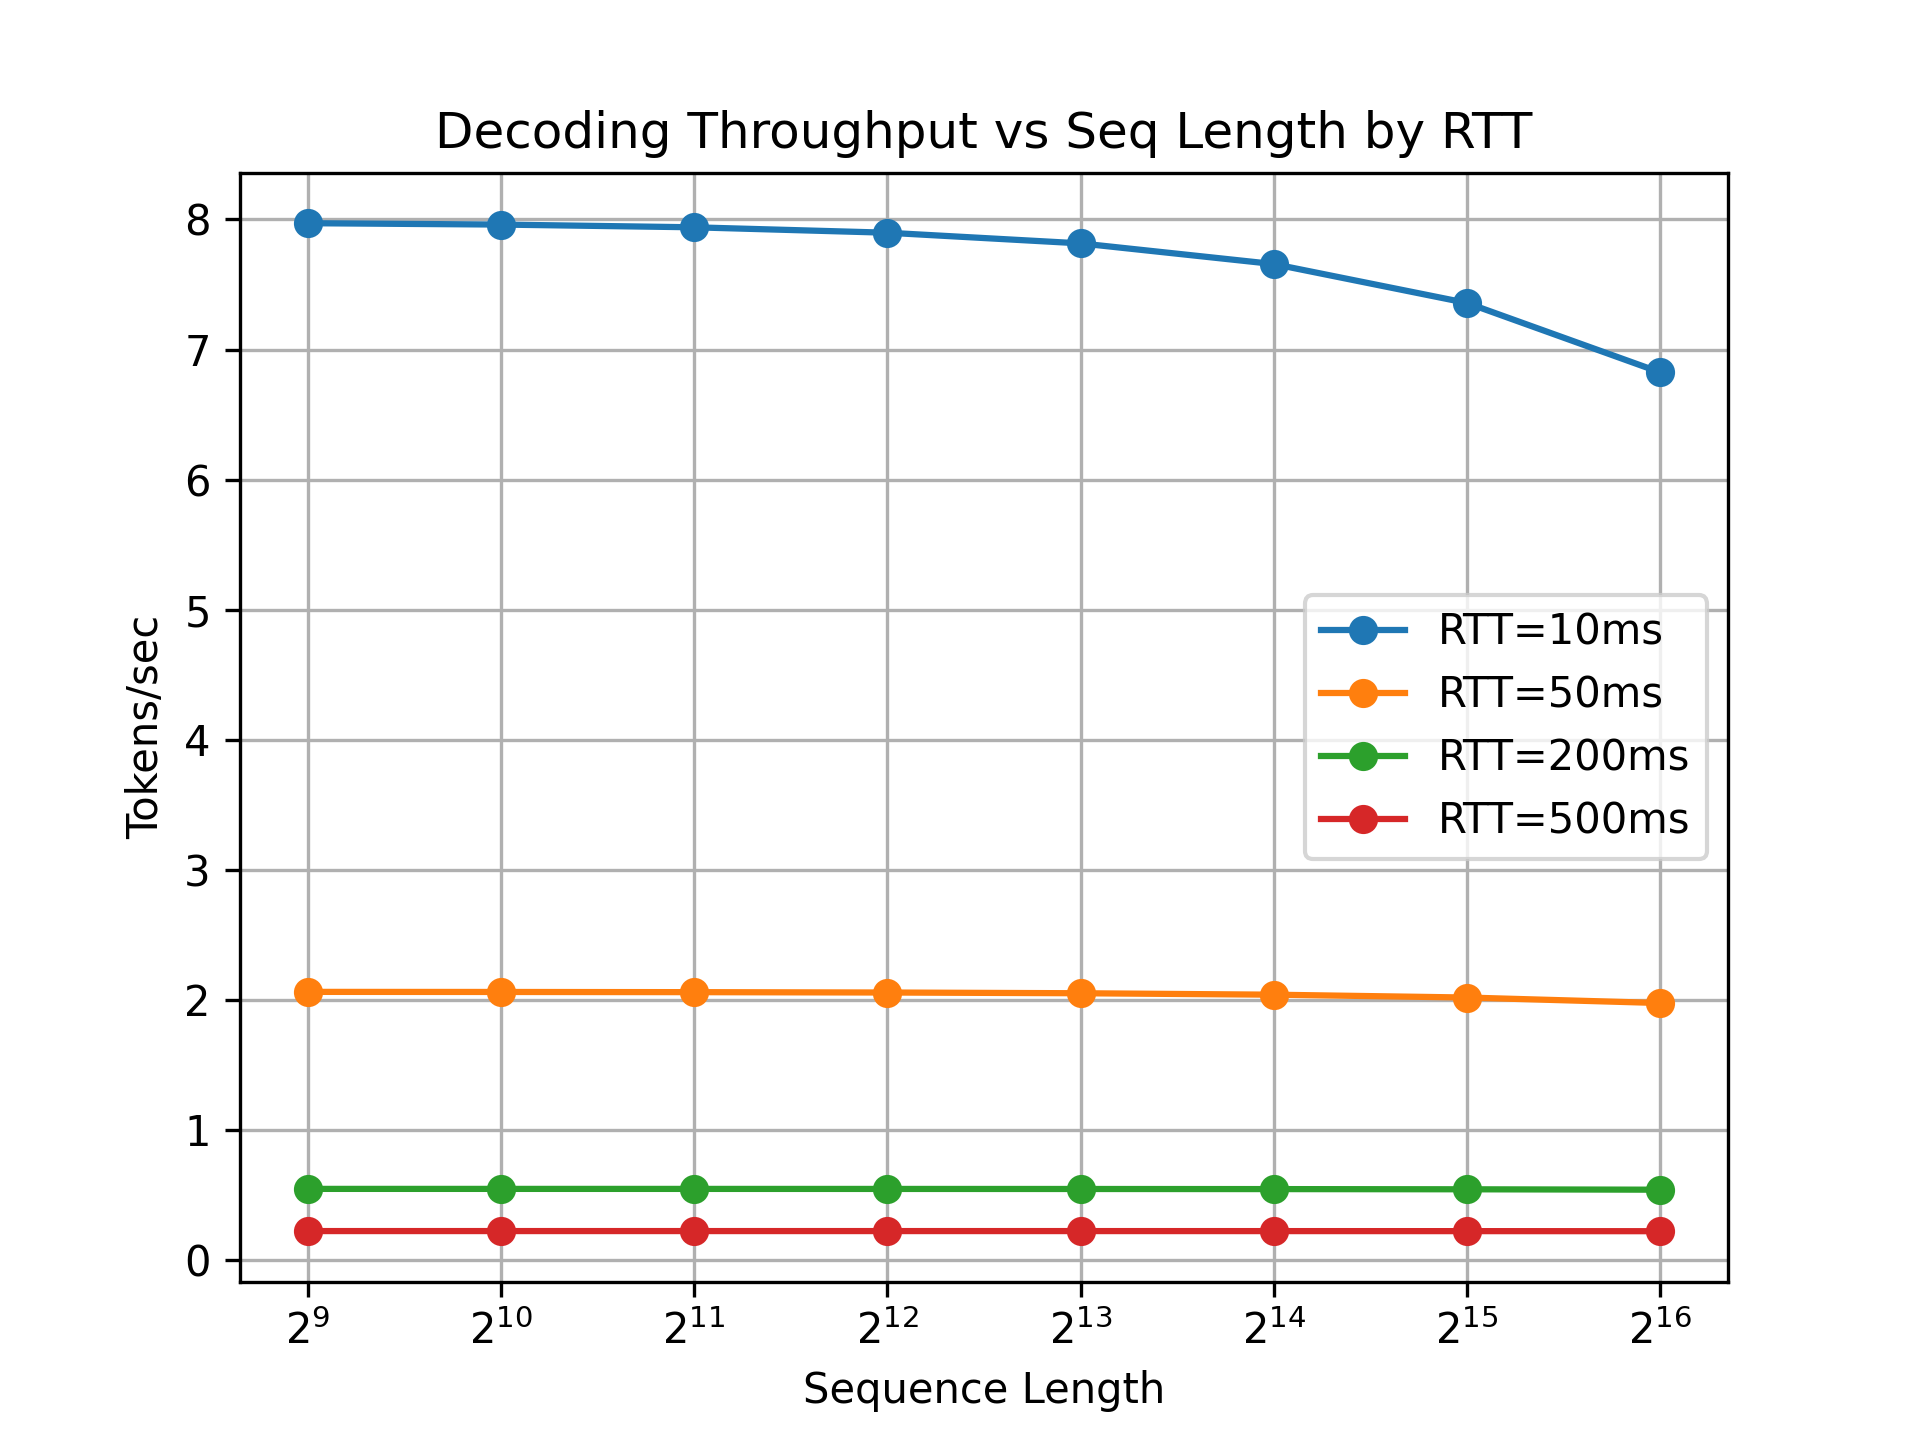 Decoding Throughput vs Seq Length by RTT
8
7
6
5
4
3
2
1
0
Tokens/sec
RTT=10ms
RTT=50ms
RTT=200ms
RTT=500ms
2⁹ 2¹⁰ 2¹¹ 2¹² 2¹³ 2¹⁴ 2¹⁵ 2¹⁶
Sequence Length